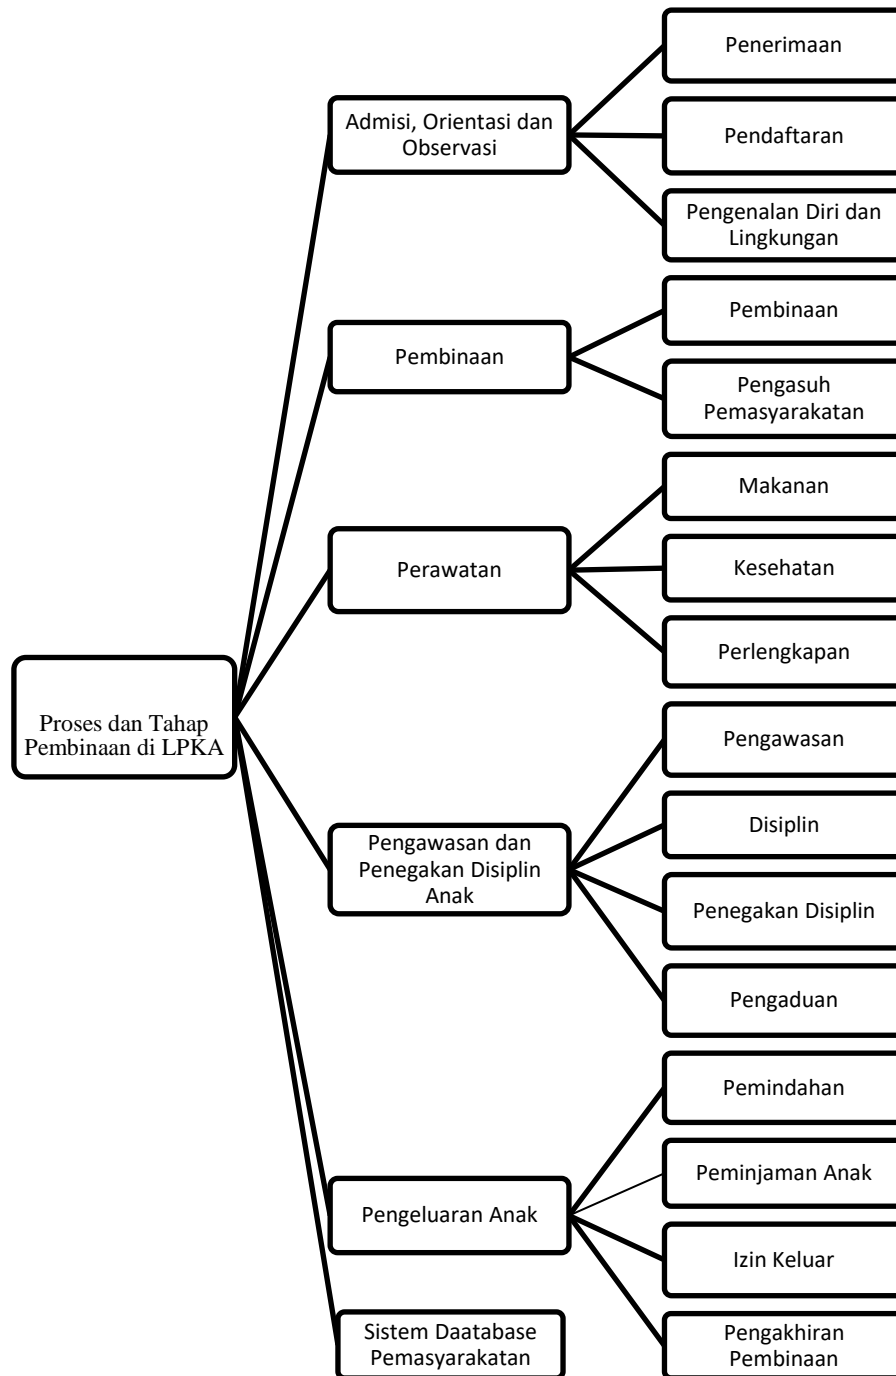 Proses dan Tahap
Pembinaan di LPKA
Admisi, Orientasi dan
Observasi
Penerimaan
Pendaftaran
Pengenalan Diri dan
Lingkungan
Pembinaan
Pembinaan
Pengasuh
Pemasyarakatan
Perawatan
Makanan
Kesehatan
Perlengkapan
Pengawasan dan
Penegakan Disiplin
Anak
Pengawasan
Disiplin
Penegakan Disiplin
Pengaduan
Pengeluaran Anak
Pemindahan
Peminjaman Anak
Izin Keluar
Pengakhiran
Pembinaan
Sistem Daatabase
Pemasyarakatan